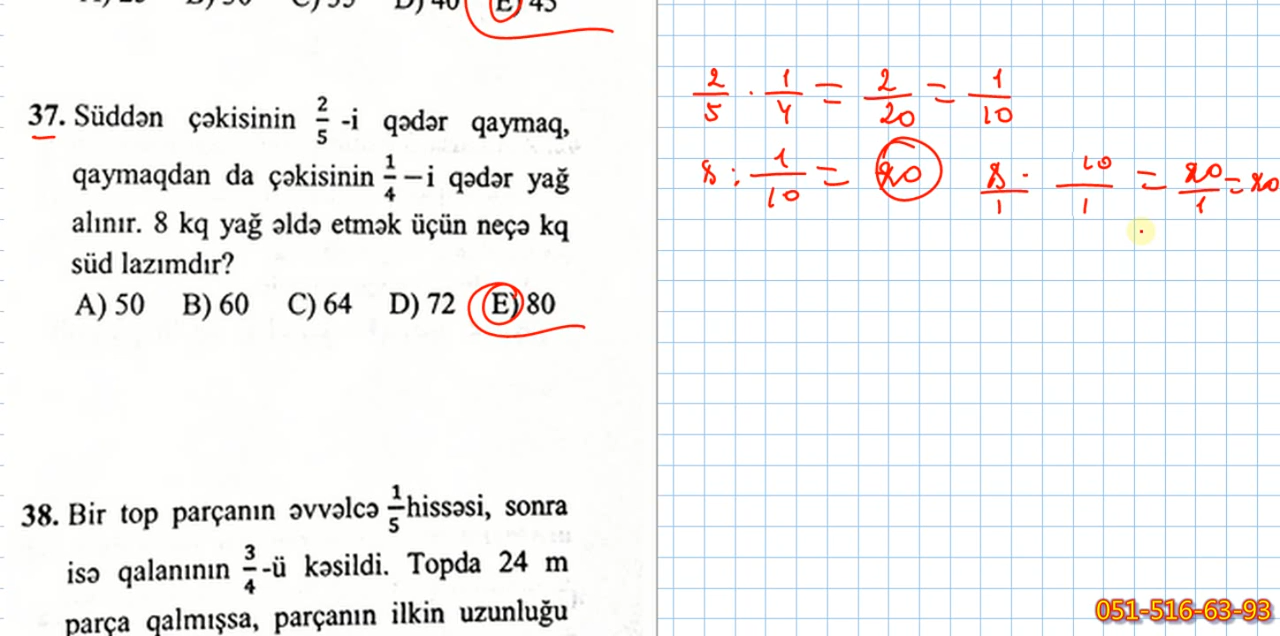 E) 45
37. Süddən çəkisinin 2/5 -i qədər qaymaq,
qaymaqdan da çəkisinin 1/4 –i qədər yağ
alınır. 8 kq yağ əldə etmək üçün neçə kq
süd lazımdır?
A) 50 B) 60 C) 64 D) 72 E) 80
38. Bir top parçanın əvvəlcə 1/5 hissəsi, sonra
isə qalanının 3/4 -ü kəsildi. Topda 24 m
parça qalmışsa, parçanın ilkin uzunluğu
2/5 · 1/4 = 2/20 = 1/10
8 : 1/10 = 80 8/1 · 10/1 = 80/1 = 80
051-516-63-93